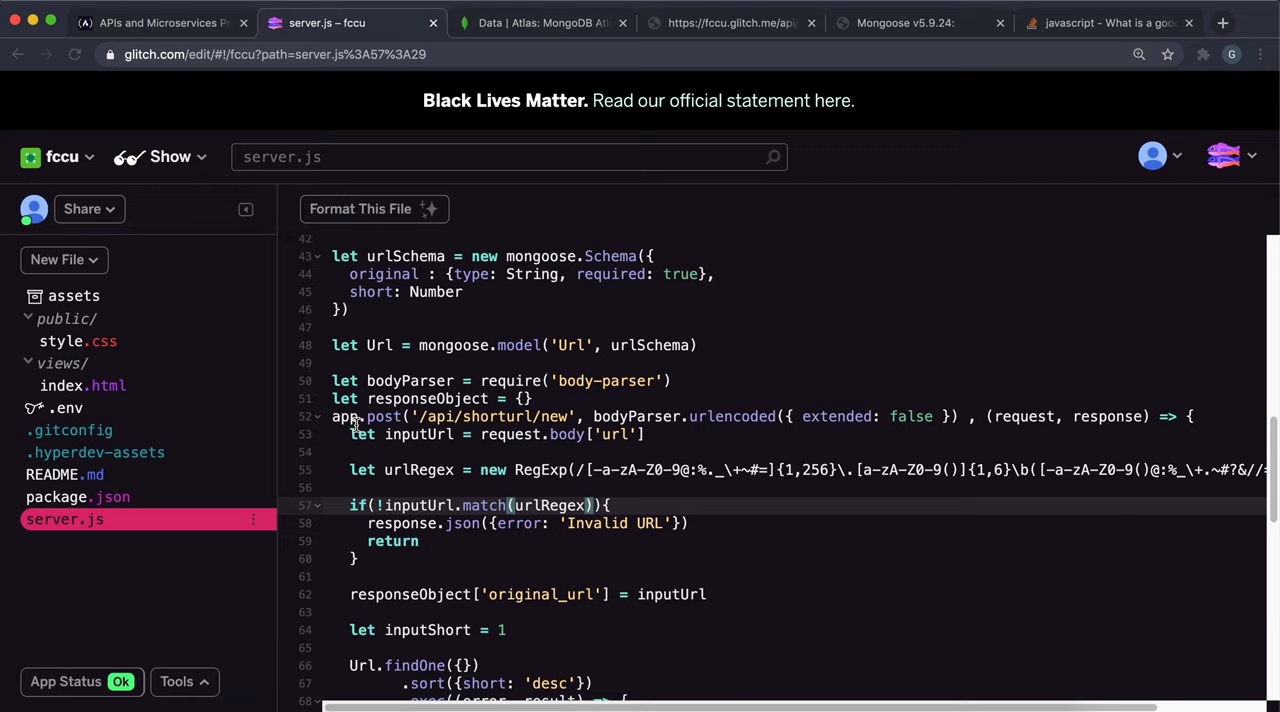 APIs and Microservices Pr
server.js – fccu
Data | Atlas: MongoDB Atl
https://fccu.glitch.me/api/
Mongoose v5.9.24:
javascript - What is a goo
glitch.com/edit/#!/fccu?path=server.js%3A57%3A29
G
Black Lives Matter. Read our official statement here.
fccu
Show
server.js
Share
Format This File
New File
assets
public/
style.css
views/
index.html
.env
.gitconfig
.hyperdev-assets
README.md
package.json
server.js
App Status Ok
Tools
42
43 let urlSchema = new mongoose.Schema({
44 original : {type: String, required: true},
45 short: Number
46 })
47
48 let Url = mongoose.model('Url', urlSchema)
49
50 let bodyParser = require('body-parser')
51 let responseObject = {}
52 app.post('/api/shorturl/new', bodyParser.urlencoded({ extended: false }) , (request, response) => {
53 let inputUrl = request.body['url']
54
55 let urlRegex = new RegExp(/[-a-zA-Z0-9@:%._\+~#=]{1,256}\.[a-zA-Z0-9()]{1,6}\b([-a-zA-Z0-9()@:%_\+.~#?&//=
56
57 if(!inputUrl.match(urlRegex)){
58 response.json({error: 'Invalid URL'})
59 return
60 }
61
62 responseObject['original_url'] = inputUrl
63
64 let inputShort = 1
65
66 Url.findOne({})
67 .sort({short: 'desc'})
68 .exec((error, result) => {